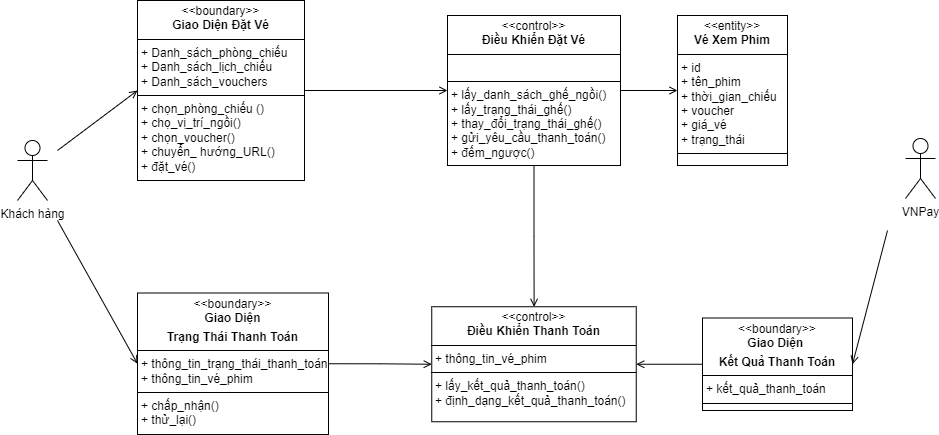 <<boundary>>
Giao Diện Đặt Vé
+ Danh_sách_phòng_chiếu
+ Danh_sách_lịch_chiếu
+ Danh_sách_vouchers
+ chọn_phòng_chiếu ()
+ chọ_vị_trí_ngồi()
+ chọn_voucher()
+ chuyển_ hướng_URL()
+ đặt_vé()
<<control>>
Điều Khiển Đặt Vé
+ lấy_danh_sách_ghế_ngồi()
+ lấy_trạng_thái_ghế()
+ thay_đổi_trạng_thái_ghế()
+ gửi_yêu_cầu_thanh_toán()
+ đếm_ngược()
<<entity>>
Vé Xem Phim
+ id
+ tên_phim
+ thời_gian_chiếu
+ voucher
+ giá_vé
+ trạng_thái
Khách hàng
VNPay
<<boundary>>
Giao Diện
Trạng Thái Thanh Toán
+ thông_tin_trạng_thái_thanh_toán
+ thông_tin_vé_phim
+ chấp_nhận()
+ thử_lại()
<<control>>
Điều Khiển Thanh Toán
+ thông_tin_vé_phim
+ lấy_kết_quả_thanh_toán()
+ định_dạng_kết_quả_thanh_toán()
<<boundary>>
Giao Diện
Kết Quả Thanh Toán
+ kết_quả_thanh_toán